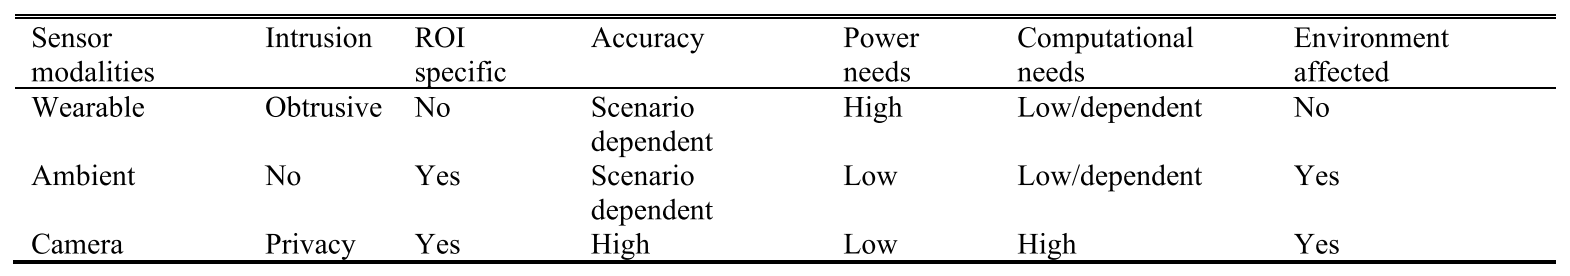 Sensor modalities Intrusion ROI specific Accuracy Power needs Computational needs Environment affected
Wearable Obtrusive No Scenario dependent High Low/dependent No
Ambient No Yes Scenario dependent Low Low/dependent Yes
Camera Privacy Yes High Low High Yes